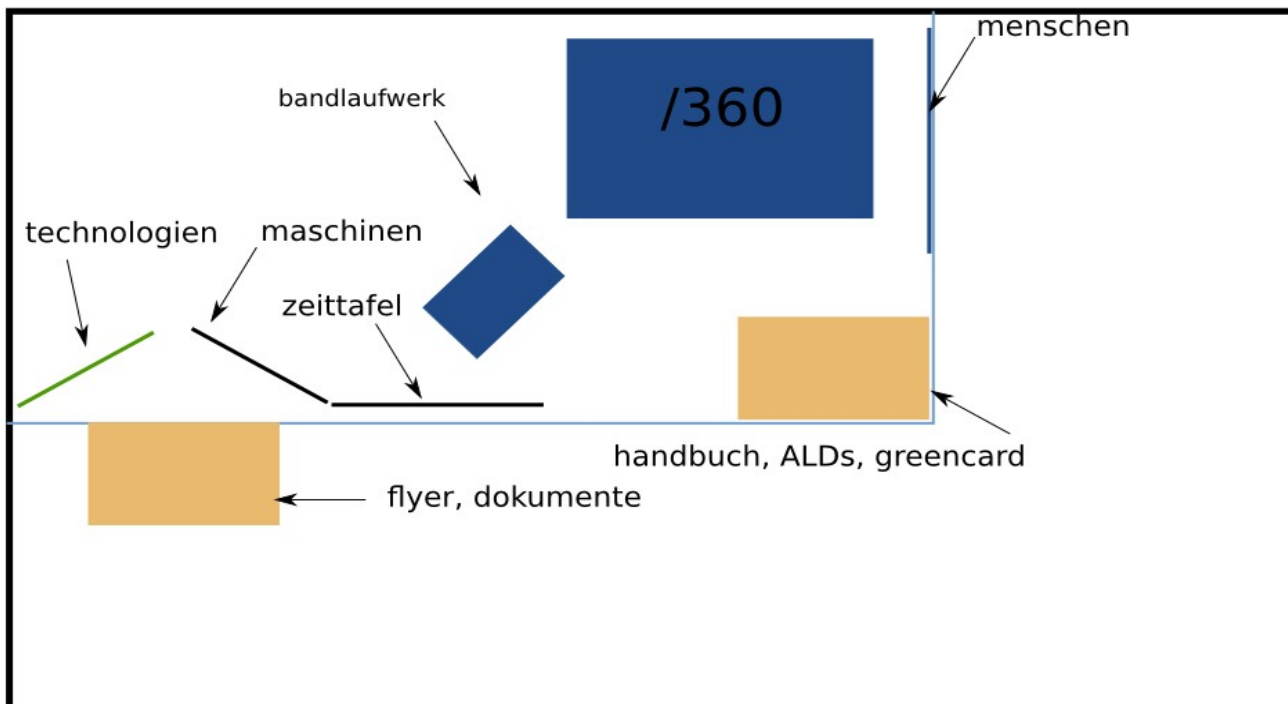 menschen
/360
bandlaufwerk
technologien
maschinen
zeittafel
handbuch, ALDs, greencard
flyer, dokumente